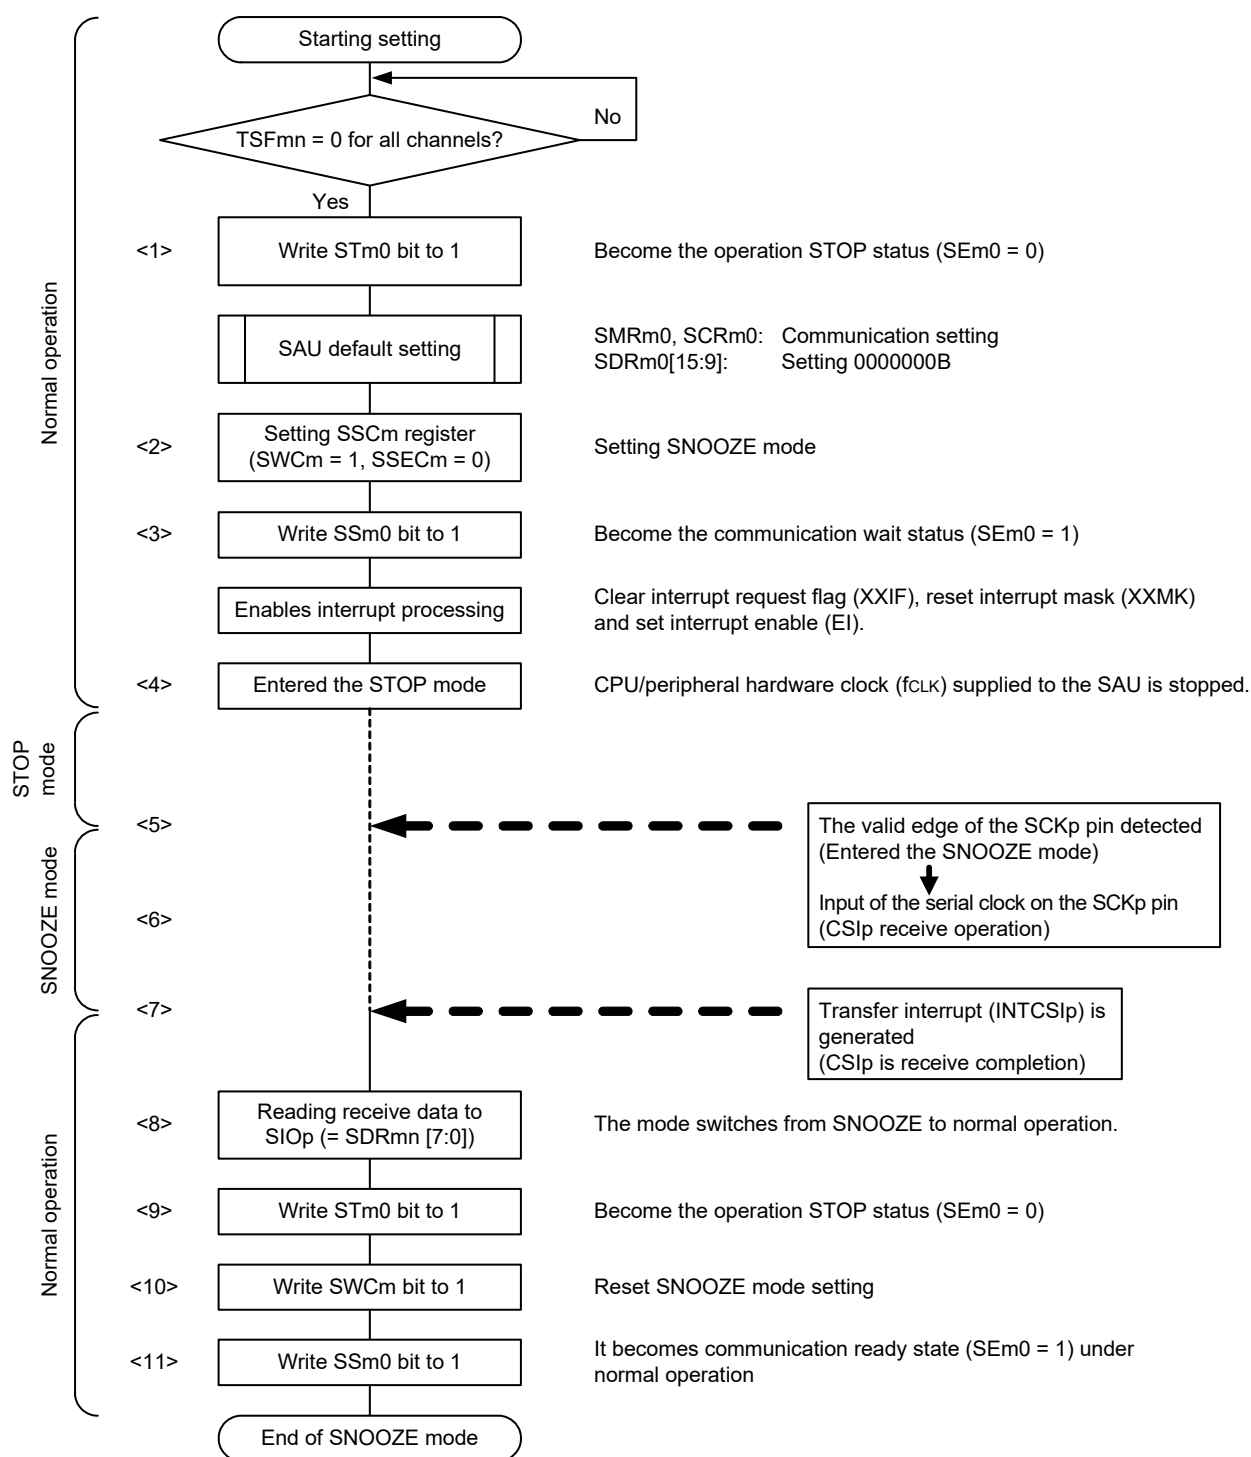 Starting setting
No
TSFmn = 0 for all channels?
Yes
<1>
Write STm0 bit to 1
Become the operation STOP status (SEm0 = 0)
Normal operation
SAU default setting
SMRm0, SCRm0: Communication setting
SDRm0[15:9]: Setting 0000000B
<2>
Setting SSCm register
(SWCm = 1, SSECm = 0)
Setting SNOOZE mode
<3>
Write SSm0 bit to 1
Become the communication wait status (SEm0 = 1)
Enables interrupt processing
Clear interrupt request flag (XXIF), reset interrupt mask (XXMK)
and set interrupt enable (EI).
<4>
Entered the STOP mode
CPU/peripheral hardware clock (fCLK) supplied to the SAU is stopped.
STOP
mode
<5>
The valid edge of the SCKp pin detected
(Entered the SNOOZE mode)
SNOOZE mode
<6>
Input of the serial clock on the SCKp pin
(CSIp receive operation)
<7>
Transfer interrupt (INTCSIp) is
generated
(CSIp is receive completion)
Normal operation
<8>
Reading receive data to
SIOp (= SDRmn [7:0])
The mode switches from SNOOZE to normal operation.
<9>
Write STm0 bit to 1
Become the operation STOP status (SEm0 = 0)
<10>
Write SWCm bit to 1
Reset SNOOZE mode setting
<11>
Write SSm0 bit to 1
It becomes communication ready state (SEm0 = 1) under
normal operation
End of SNOOZE mode